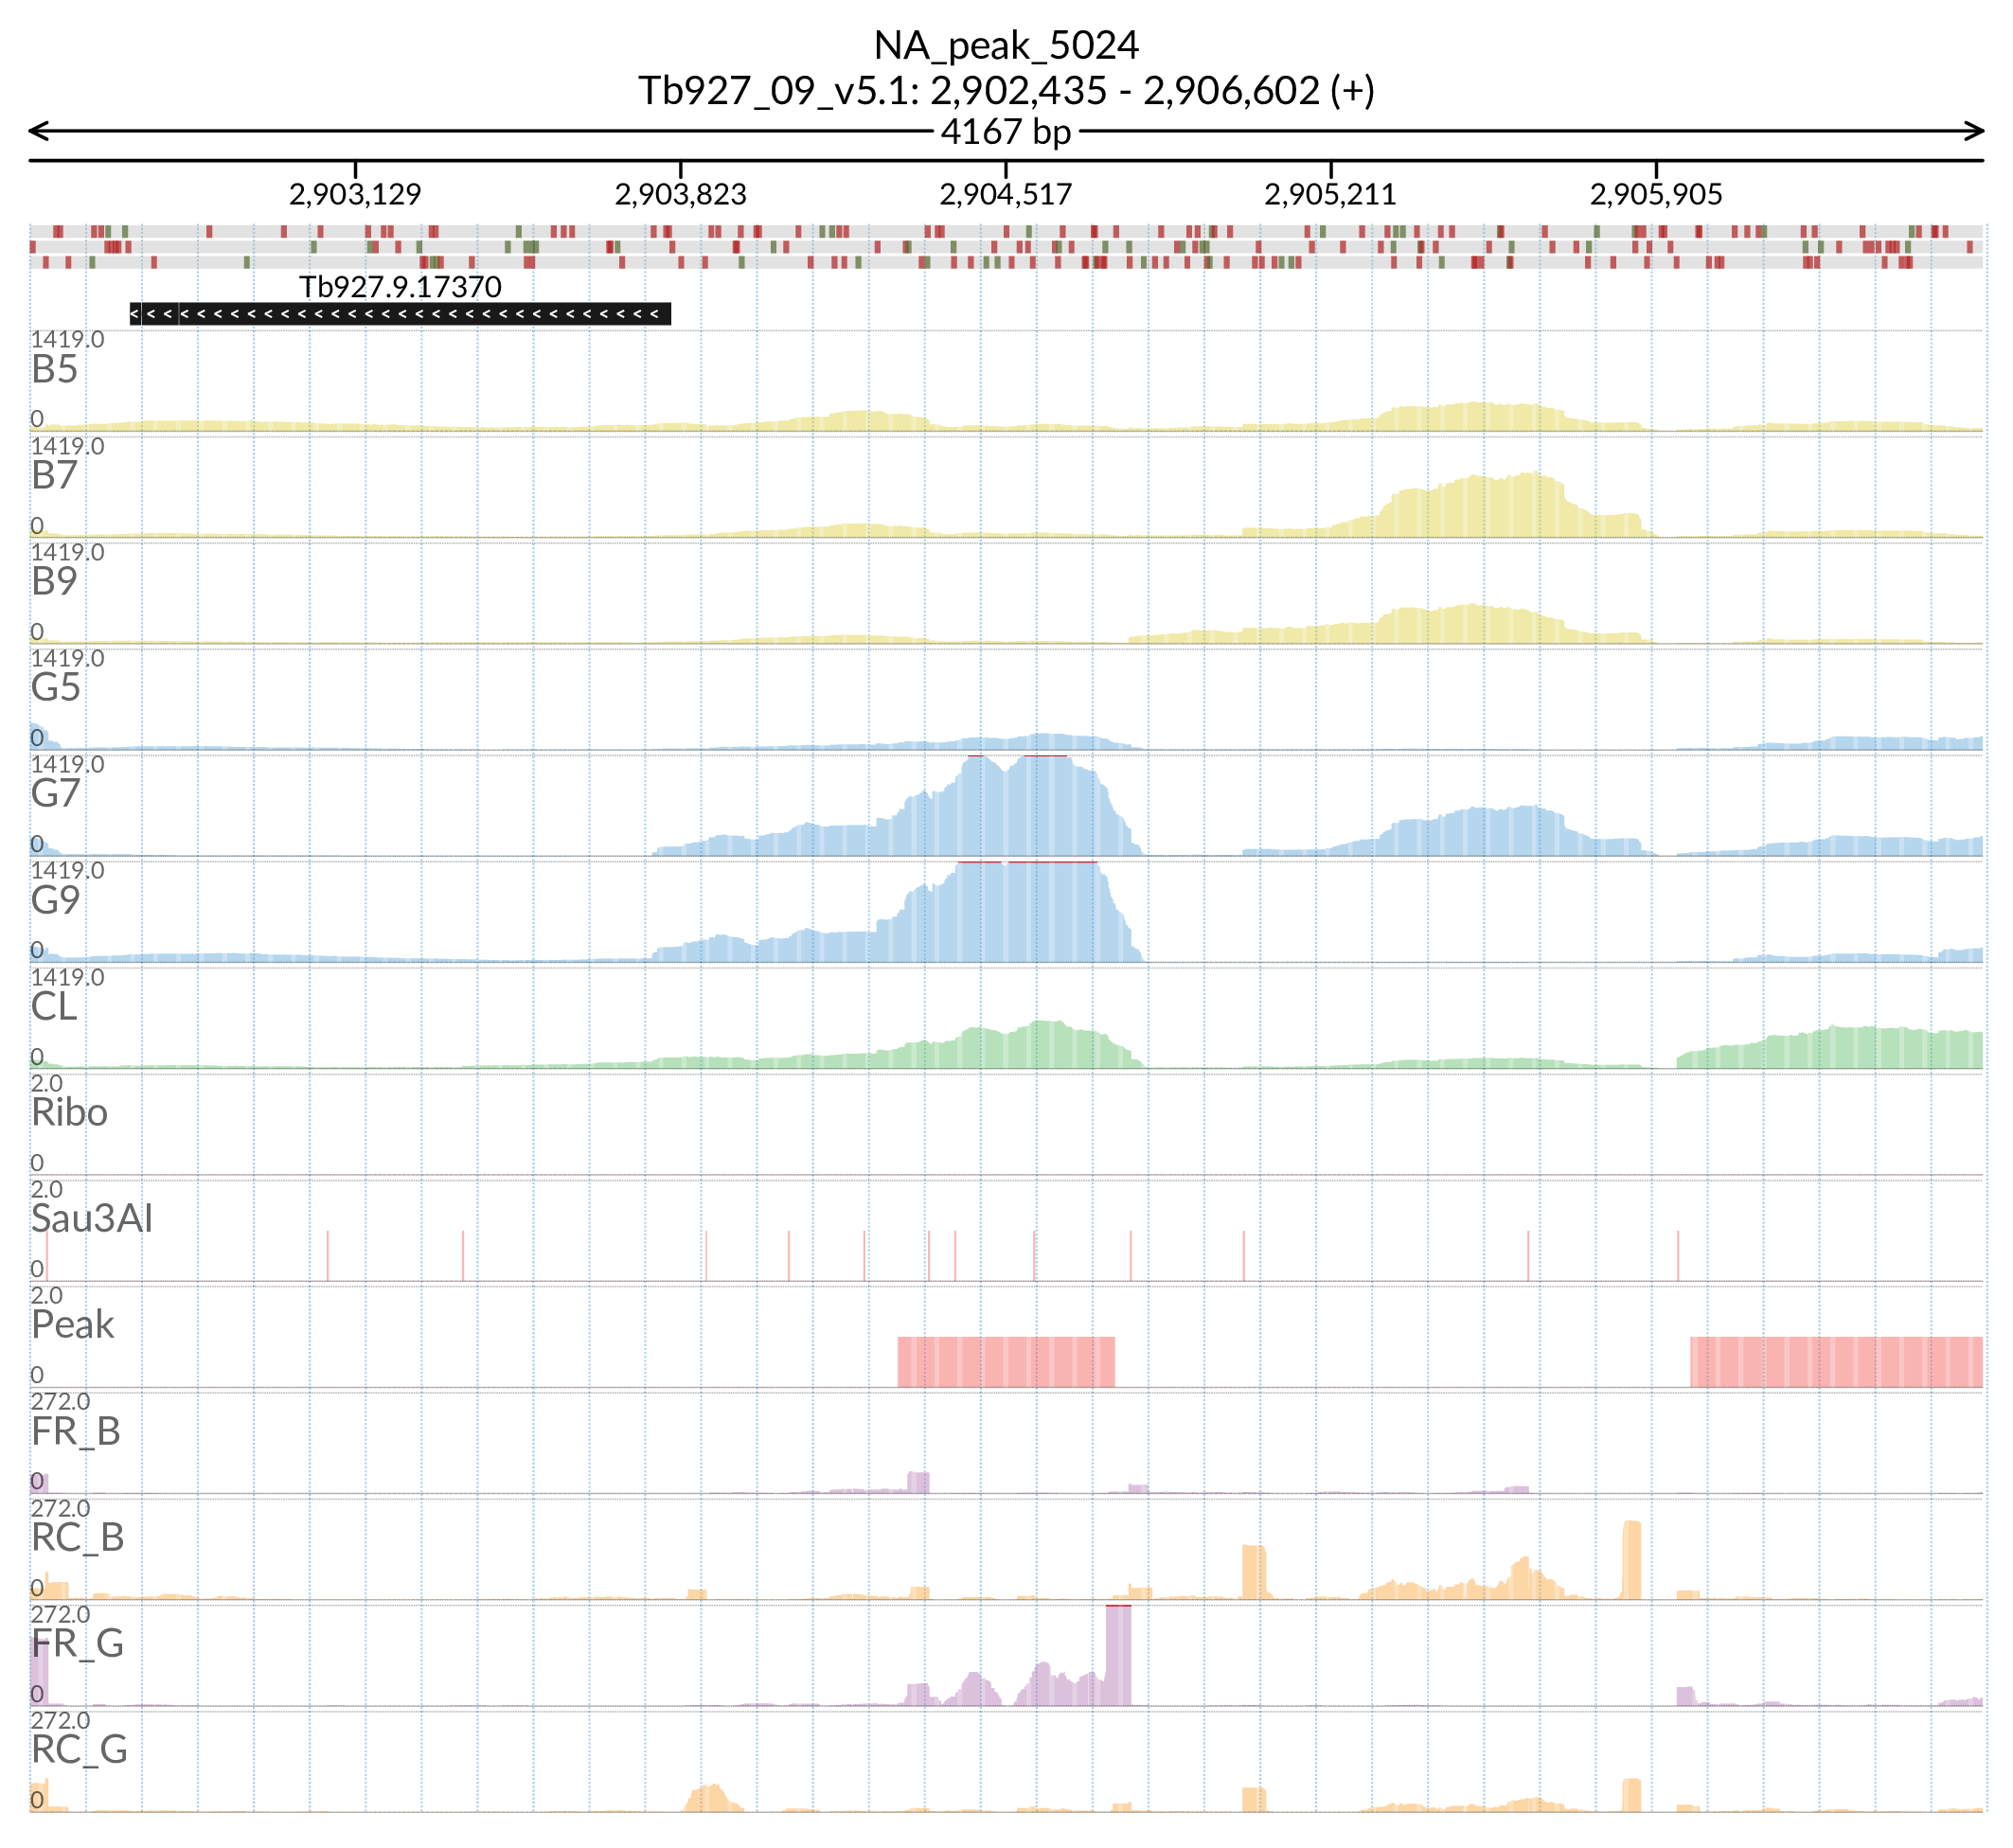 NA_peak_5024
Tb927_09_v5.1: 2,902,435 - 2,906,602 (+)
4167 bp
2,903,129 2,903,823 2,904,517 2,905,211 2,905,905
Tb927.9.17370
1419.0
B5
0
1419.0
B7
0
1419.0
B9
0
1419.0
G5
0
1419.0
G7
0
1419.0
G9
0
1419.0
CL
0
2.0
Ribo
0
2.0
Sau3AI
0
2.0
Peak
0
272.0
FR_B
0
272.0
RC_B
0
272.0
FR_G
0
272.0
RC_G
0